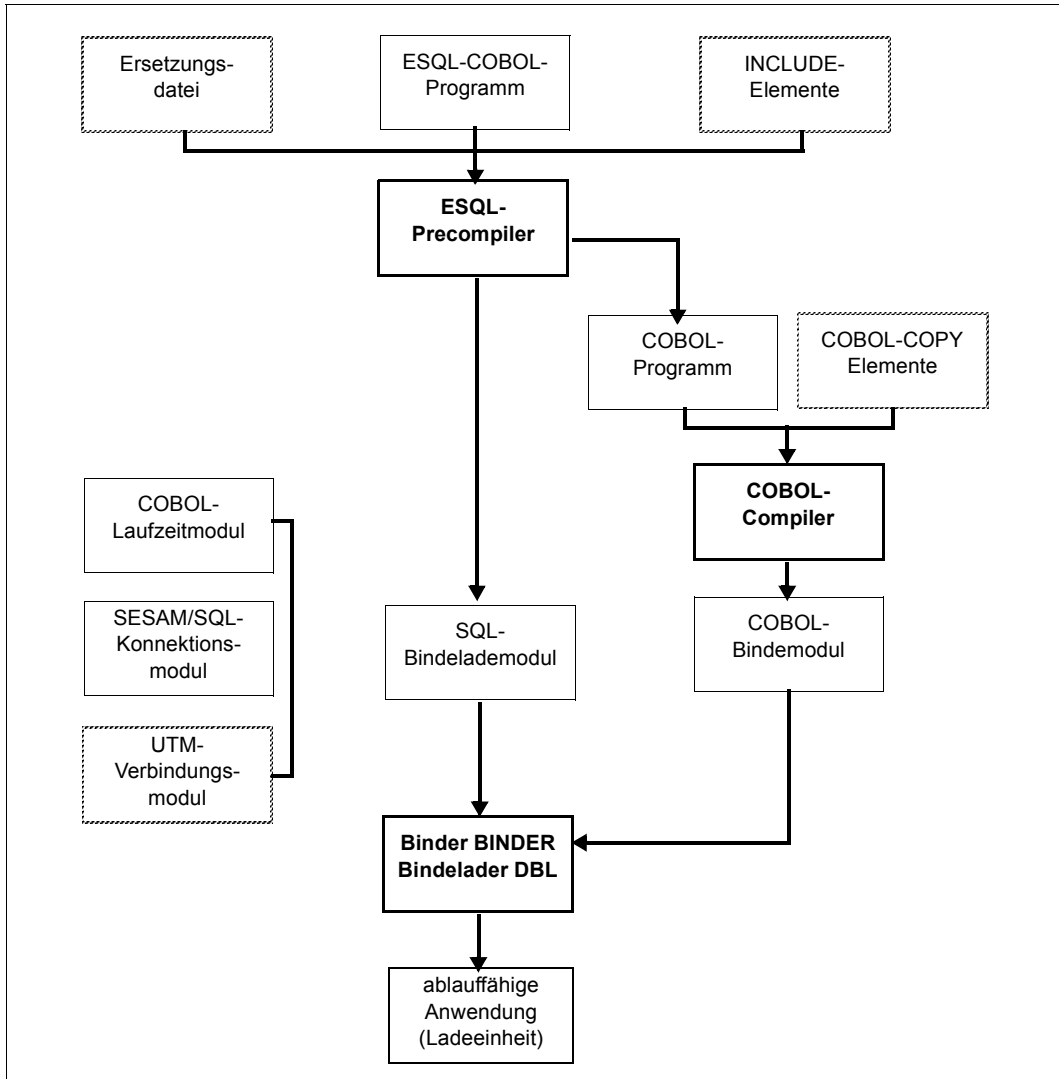 Ersetzungs-
datei
ESQL-COBOL-
Programm
INCLUDE-
Elemente
ESQL-
Precompiler
COBOL-
Programm
COBOL-COPY
Elemente
COBOL-
Compiler
COBOL-
Laufzeitmodul
SESAM/SQL-
Konnektions-
modul
UTM-
Verbindungs-
modul
SQL-
Bindelademodul
COBOL-
Bindemodul
Binder BINDER
Bindelader DBL
ablauffähige
Anwendung
(Ladeeinheit)